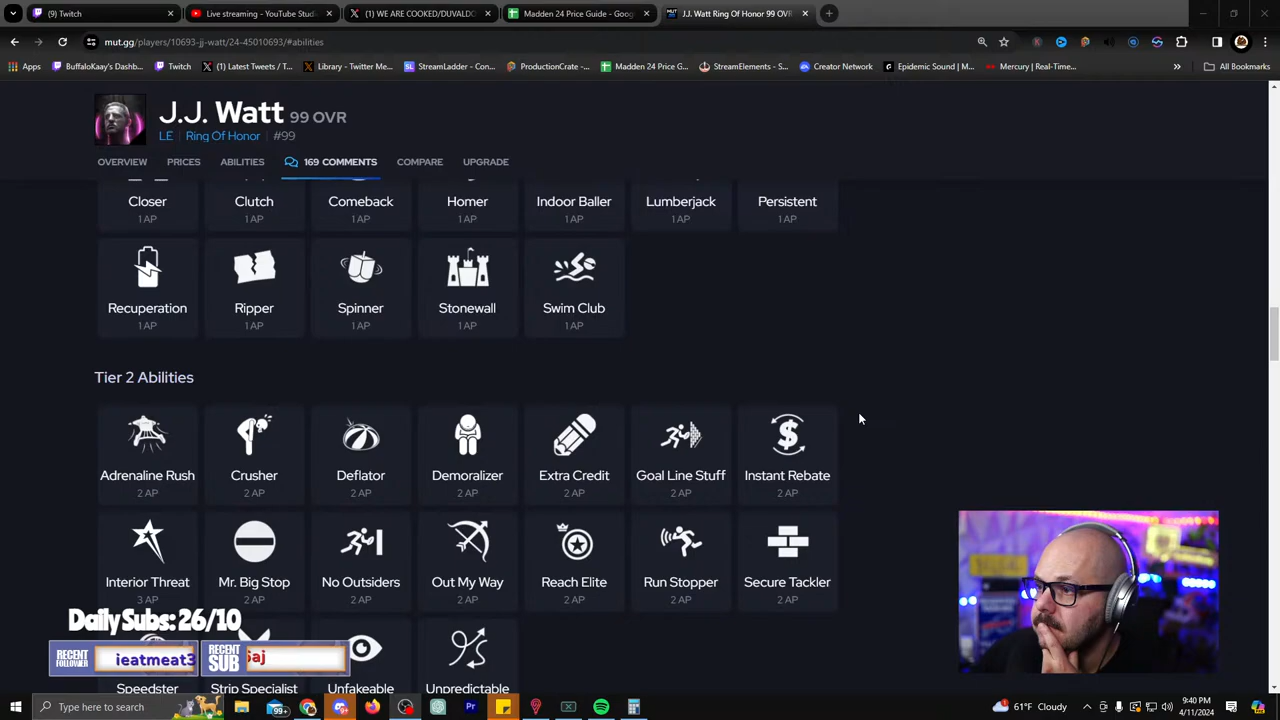 Twitch
Live streaming - YouTube Studi
(1) WE ARE COOKED/DUVALDO
Madden 24 Price Guide - Goog
J.J. Watt Ring Of Honor 99 OVR
mut.gg/players/10693-jj-watt/24-45010693/#abilities
Apps
BuffaloKaay's Dashb...
Twitch
(1) Latest Tweets / T...
Library - Twitter Me...
StreamLadder - Con...
ProductionCrate - ...
Madden 24 Price G...
StreamElements - S...
Creator Network
Epidemic Sound | M...
Mercury | Real-Time...
All Bookmarks
J.J. Watt 99 OVR
LE | Ring Of Honor | #99
OVERVIEW PRICES ABILITIES 169 COMMENTS COMPARE UPGRADE
Closer Clutch Comeback Homer Indoor Baller Lumberjack Persistent
1 AP 1 AP 1 AP 1 AP 1 AP 1 AP 1 AP
Recuperation Ripper Spinner Stonewall Swim Club
1 AP 1 AP 1 AP 1 AP 1 AP
Tier 2 Abilities
Adrenaline Rush Crusher Deflator Demoralizer Extra Credit Goal Line Stuff Instant Rebate
2 AP 2 AP 2 AP 2 AP 2 AP 2 AP 2 AP
Interior Threat Mr. Big Stop No Outsiders Out My Way Reach Elite Run Stopper Secure Tackler
3 AP 2 AP 2 AP 2 AP 2 AP 2 AP 2 AP
Daily Subs: 26/10
RECENT FOLLOWER ieatmeat3
RECENT SUB aj
Speedster Strip Specialist Unfakeable Unpredictable
Type here to search
99+
61°F Cloudy
9:40 PM
4/11/2024